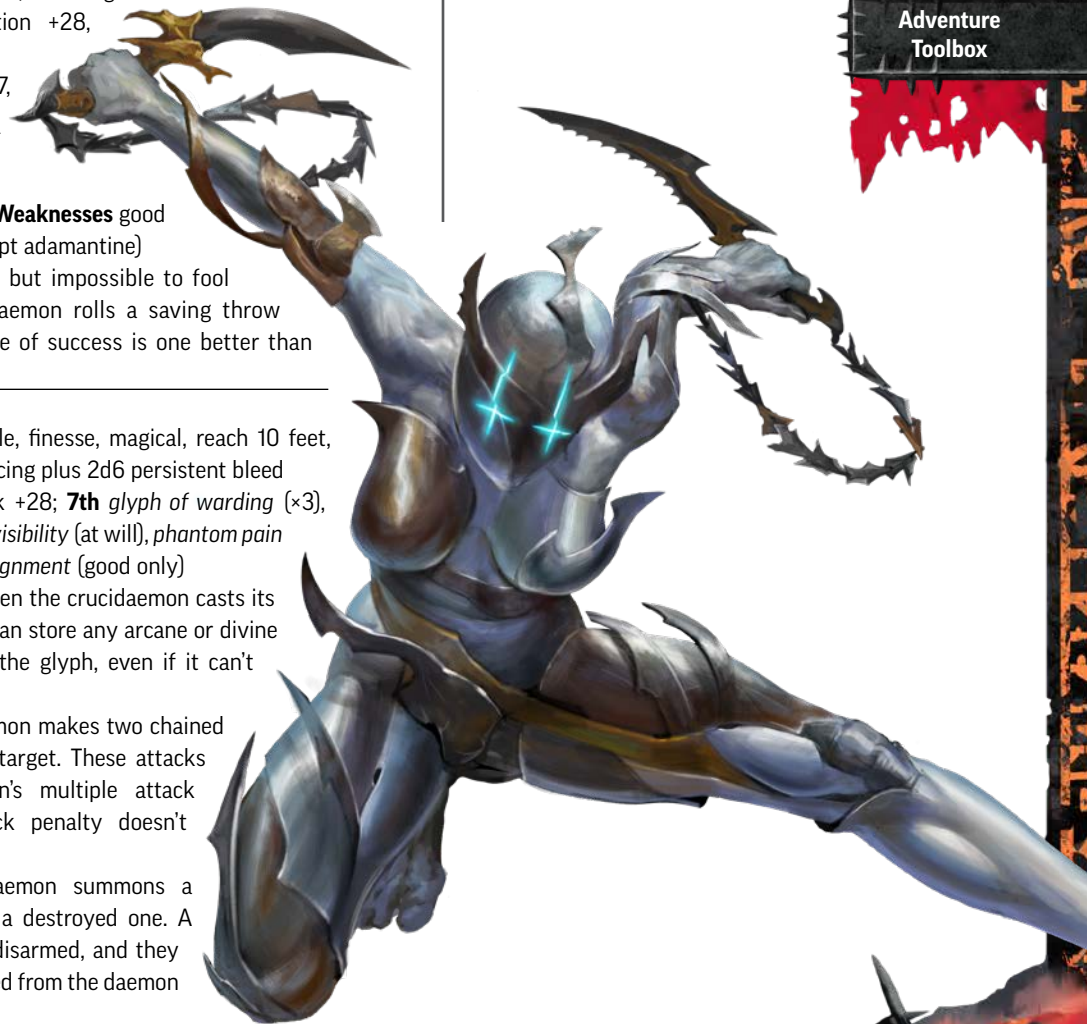 tion +28,
7,
Weaknesses good
pt adamantine)
but impossible to fool
aemon rolls a saving throw
e of success is one better than
le, finesse, magical, reach 10 feet,
cing plus 2d6 persistent bleed
k +28; 7th glyph of warding (×3),
visibility (at will), phantom pain
gnment (good only)
en the crucidaemon casts its
an store any arcane or divine
the glyph, even if it can't
mon makes two chained
target. These attacks
n's multiple attack
ck penalty doesn't
aemon summons a
a destroyed one. A
disarmed, and they
ed from the daemon
Adventure
Toolbox